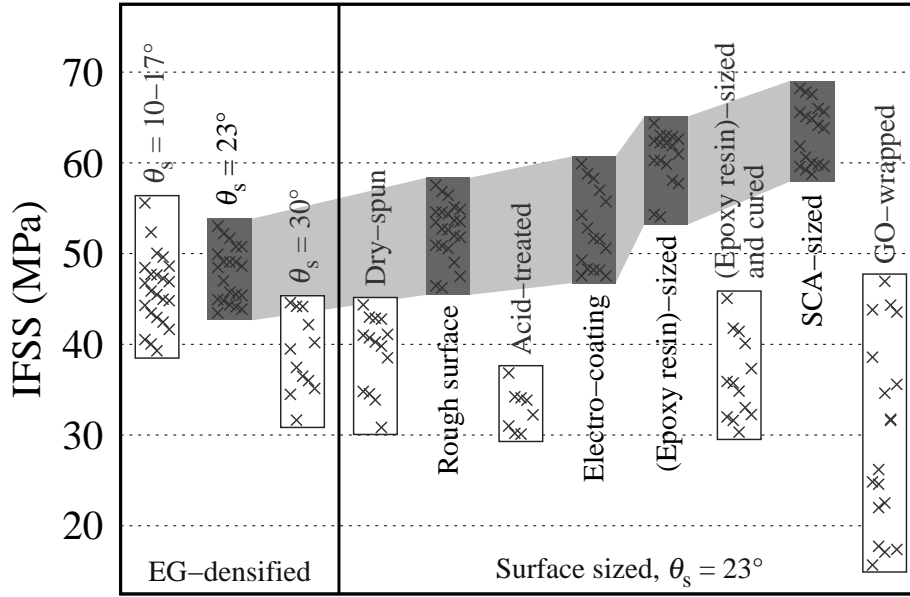 IFSS (MPa)
70
60
50
40
30
20
θs = 10−17°
θs = 23°
θs = 30°
Dry−spun
Rough surface
Acid−treated
Electro−coating
(Epoxy resin)−sized
(Epoxy resin)−sized
and cured
SCA−sized
GO−wrapped
EG−densified
Surface sized, θs = 23°